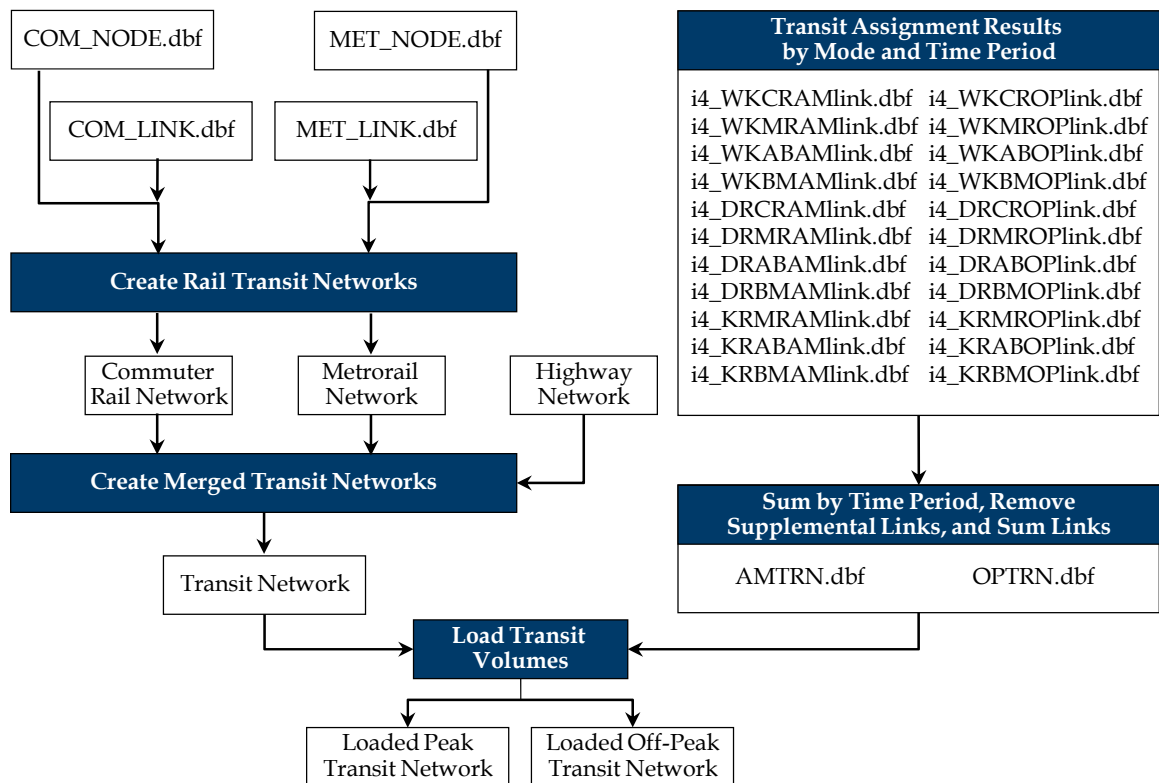 COM_NODE.dbf
MET_NODE.dbf
COM_LINK.dbf
MET_LINK.dbf
Create Rail Transit Networks
Commuter
Rail Network
Metrorail
Network
Highway
Network
Create Merged Transit Networks
Transit Network
Transit Assignment Results
by Mode and Time Period
i4_WKCRAMlink.dbf i4_WKCROPlink.dbf
i4_WKMRAMlink.dbf i4_WKMROPlink.dbf
i4_WKABAMlink.dbf i4_WKABOPlink.dbf
i4_WKBMAMlink.dbf i4_WKBMOPlink.dbf
i4_DRCRAMlink.dbf i4_DRCROPlink.dbf
i4_DRMRAMlink.dbf i4_DRMROPlink.dbf
i4_DRABAMlink.dbf i4_DRABOPlink.dbf
i4_DRBMAMlink.dbf i4_DRBMOPlink.dbf
i4_KRMRAMlink.dbf i4_KRMROPlink.dbf
i4_KRABAMlink.dbf i4_KRABOPlink.dbf
i4_KRBMAMlink.dbf i4_KRBMOPlink.dbf
Sum by Time Period, Remove
Supplemental Links, and Sum Links
AMTRN.dbf OPTRN.dbf
Load Transit
Volumes
Loaded Peak
Transit Network
Loaded Off-Peak
Transit Network